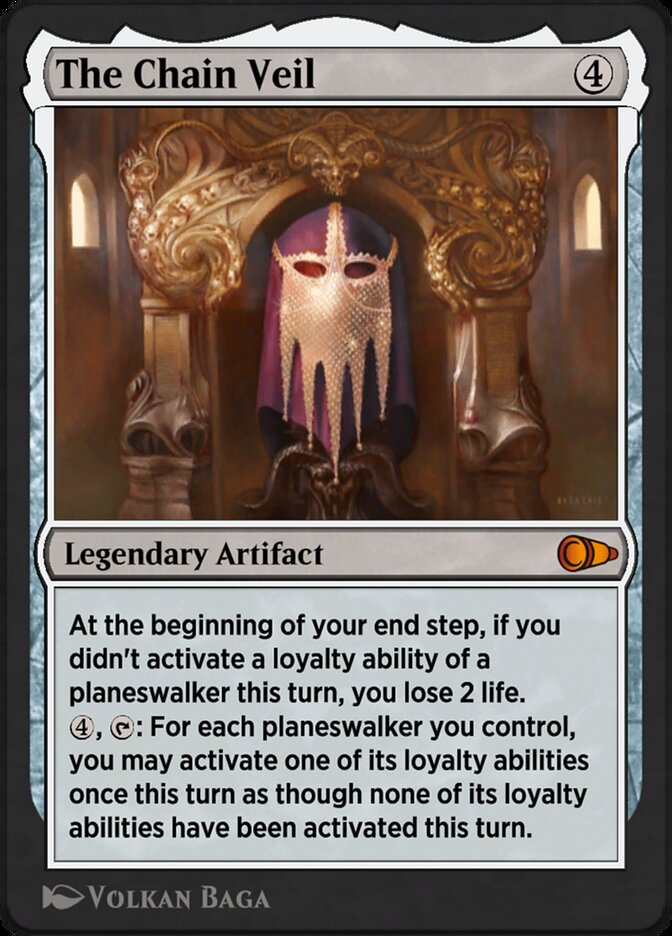 The Chain Veil 4
Legendary Artifact
At the beginning of your end step, if you
didn't activate a loyalty ability of a
planeswalker this turn, you lose 2 life.
4, : For each planeswalker you control,
you may activate one of its loyalty abilities
once this turn as though none of its loyalty
abilities have been activated this turn.
Volkan Baga